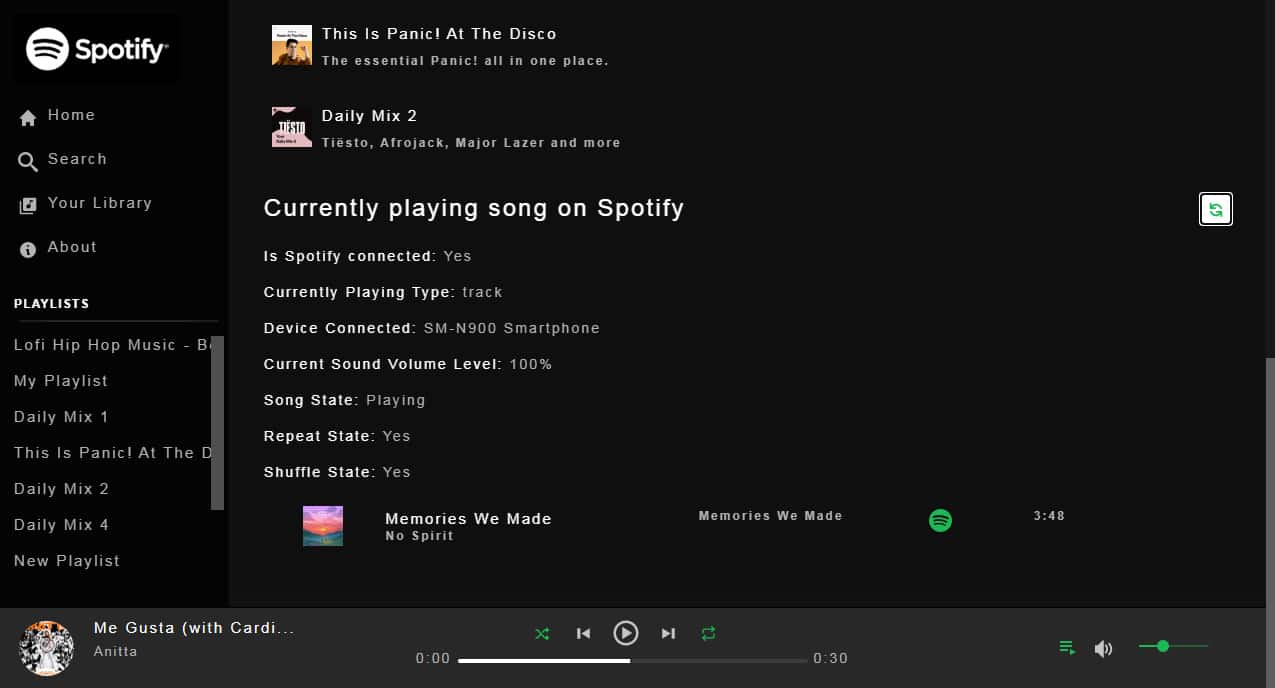 Spotify®
Home
Search
Your Library
About
PLAYLISTS
Lofi Hip Hop Music - Be
My Playlist
Daily Mix 1
This Is Panic! At The D
Daily Mix 2
Daily Mix 4
New Playlist
This Is Panic! At The Disco
The essential Panic! all in one place.
TIËSTO
Daily Mix 2
Tiësto, Afrojack, Major Lazer and more
Currently playing song on Spotify
Is Spotify connected: Yes
Currently Playing Type: track
Device Connected: SM-N900 Smartphone
Current Sound Volume Level: 100%
Song State: Playing
Repeat State: Yes
Shuffle State: Yes
Memories We Made
No Spirit
Memories We Made
3:48
Me Gusta (with Cardi...
Anitta
0:00
0:30